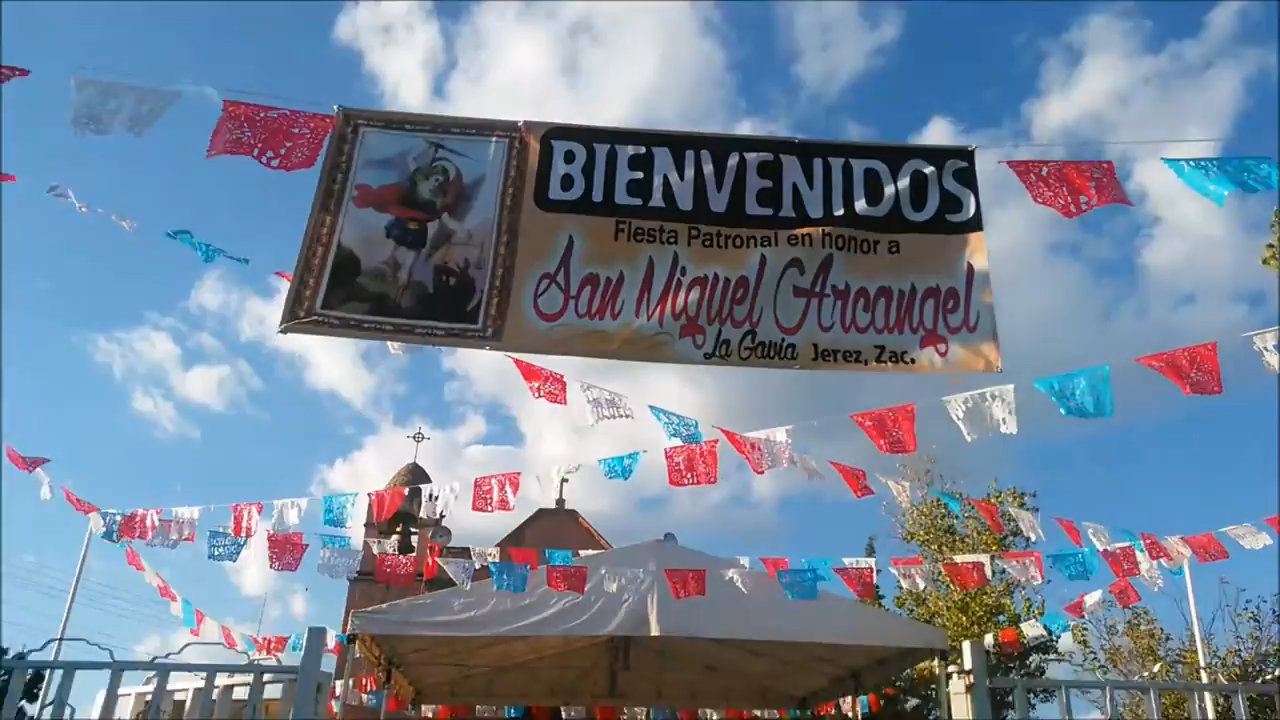 BIENVENIDOS
Fiesta Patronal en honor a
San Miguel Arcangel
La Gavia Jerez, Zac.